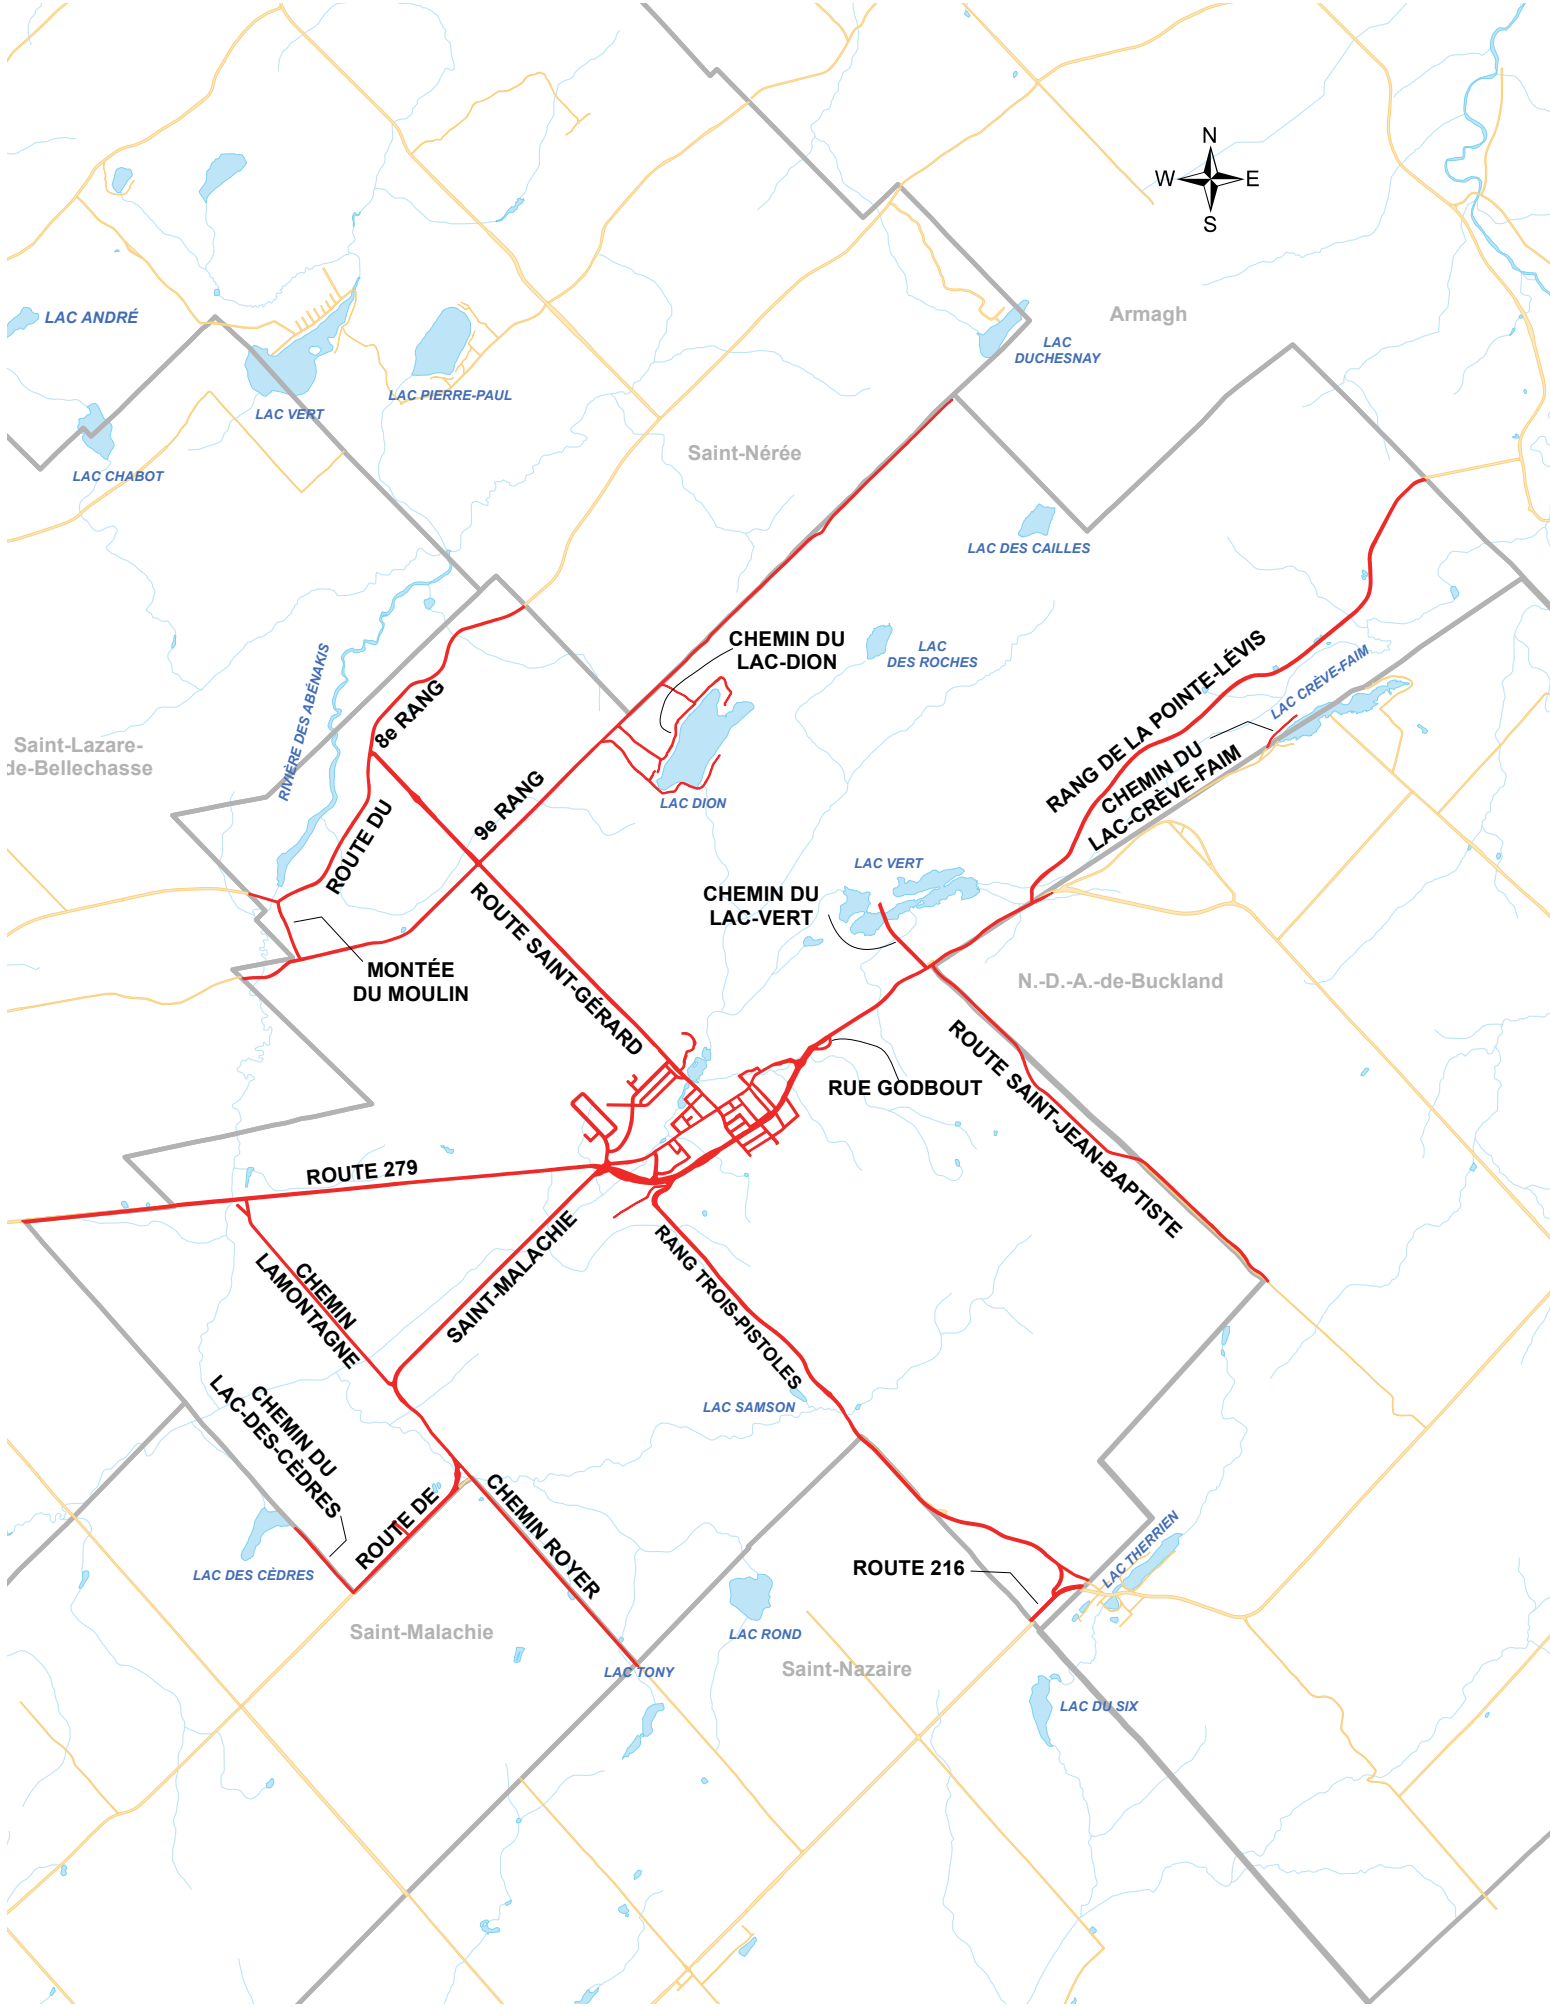 N
W
E
S
Armagh
LAC ANDRÉ
LAC
DUCHESNAY
LAC PIERRE-PAUL
LAC VERT
Saint-Nérée
LAC CHABOT
LAC DES CAILLES
CHEMIN DU
LAC-DION
LAC
DES ROCHES
RIVIÈRE DES ABÉNAKIS
8e RANG
RANG DE LA POINTE-LÉVIS
LAC CRÈVE-FAIM
Saint-Lazare-
de-Bellechasse
CHEMIN DU
LAC-CRÈVE-FAIM
LAC DION
9e RANG
ROUTE DU
LAC VERT
CHEMIN DU
LAC-VERT
ROUTE SAINT-GÉRARD
MONTÉE
DU MOULIN
N.-D.-A.-de-Buckland
ROUTE SAINT-JEAN-BAPTISTE
RUE GODBOUT
ROUTE 279
SAINT-MALACHIE
RANG TROIS-PISTOLES
CHEMIN
LAMONTAGNE
CHEMIN DU
LAC-DES-CÈDRES
LAC SAMSON
ROUTE DE
CHEMIN ROYER
LAC DES CÈDRES
ROUTE 216
LAC THERRIEN
Saint-Malachie
LAC ROND
LAC TONY
Saint-Nazaire
LAC DU SIX